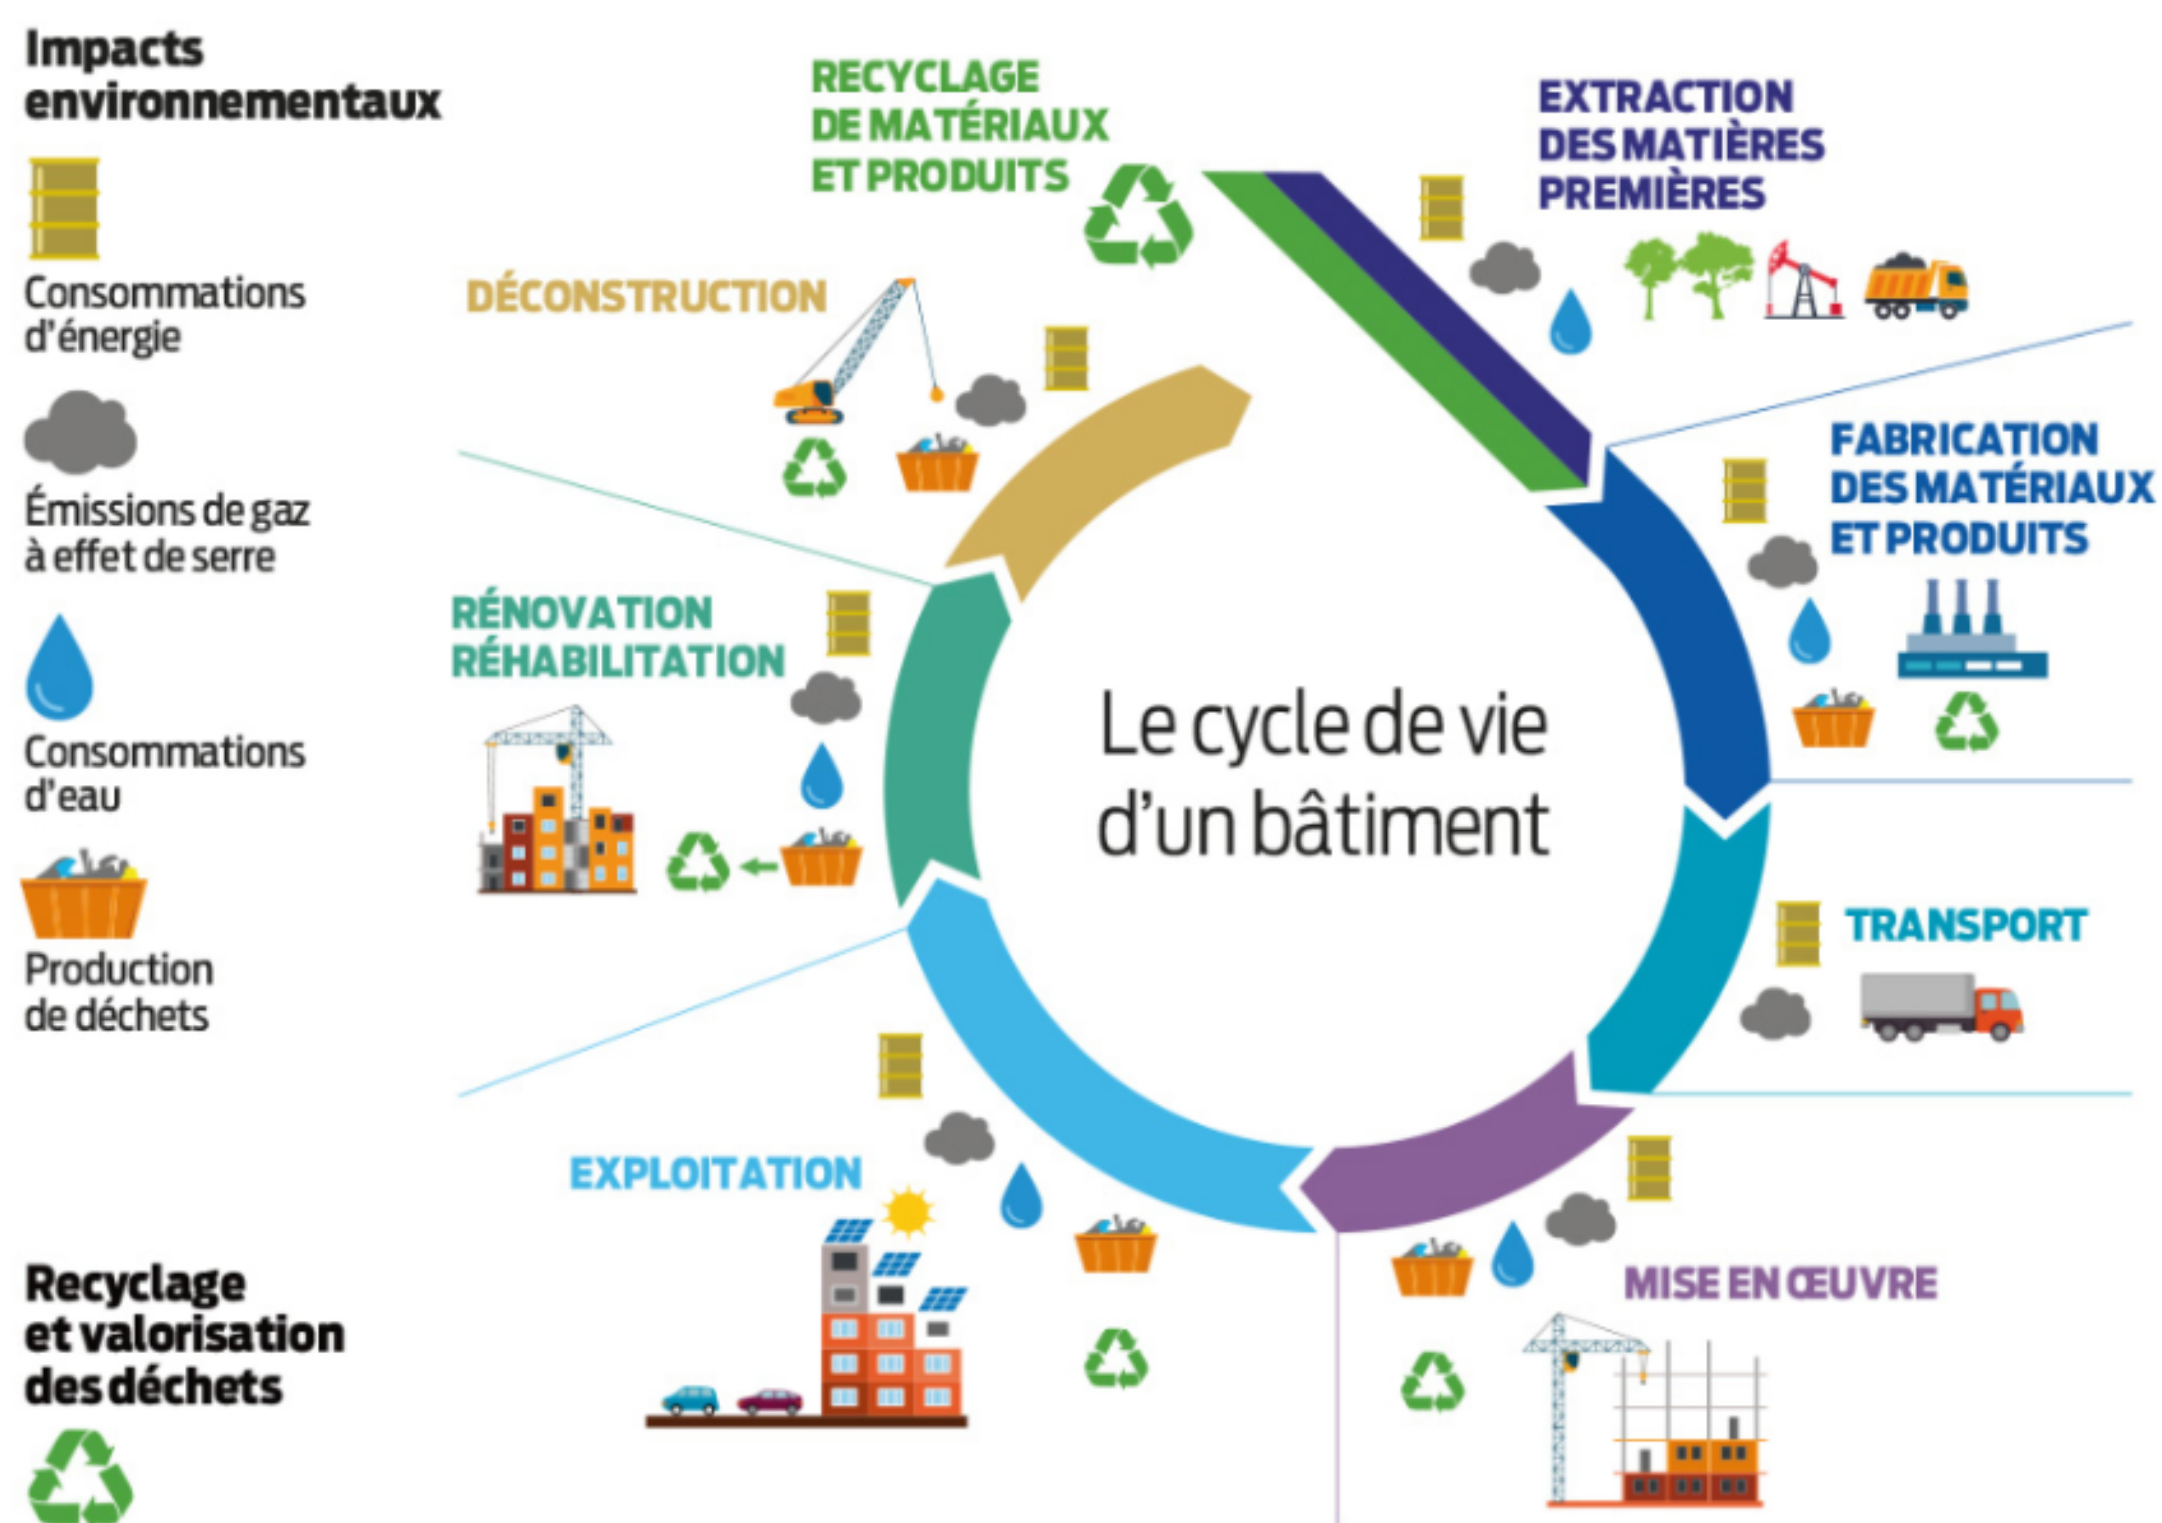 Impacts
environnementaux
Consommations
d'énergie
Émissions de gaz
à effet de serre
Consommations
d'eau
Production
de déchets
Recyclage
et valorisation
des déchets
RECYCLAGE
DE MATÉRIAUX
ET PRODUITS
EXTRACTION
DES MATIÈRES
PREMIÈRES
FABRICATION
DES MATÉRIAUX
ET PRODUITS
TRANSPORT
MISE EN ŒUVRE
EXPLOITATION
RÉNOVATION
RÉHABILITATION
DÉCONSTRUCTION
Le cycle de vie
d'un bâtiment